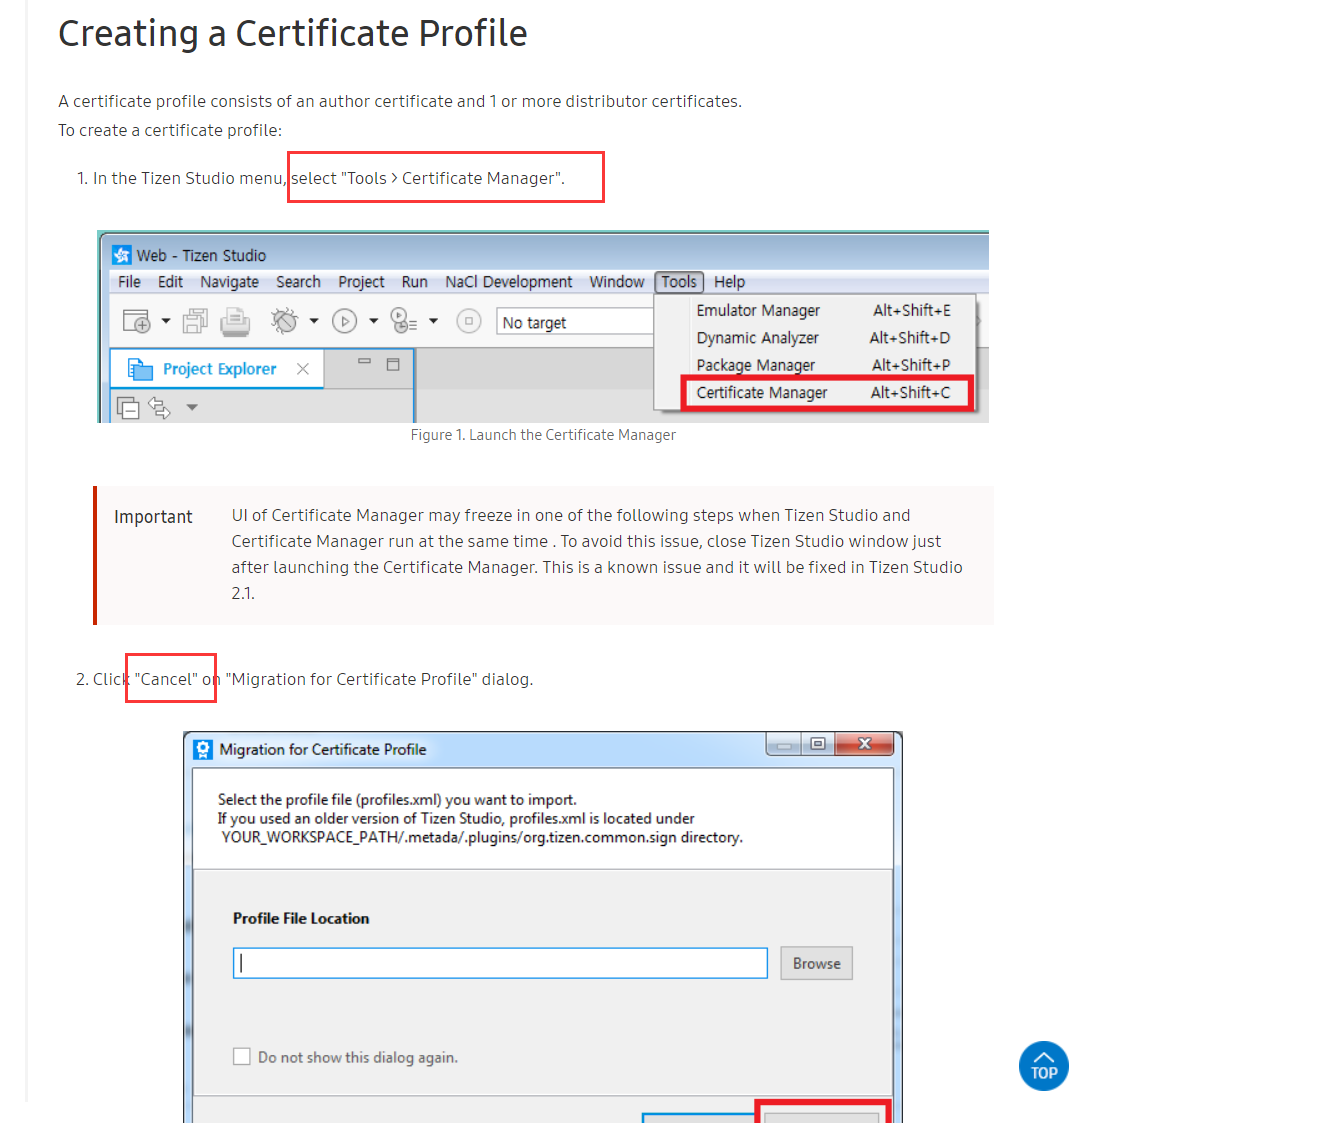 Creating a Certificate Profile
A certificate profile consists of an author certificate and 1 or more distributor certificates.
To create a certificate profile:
1. In the Tizen Studio menu, select "Tools > Certificate Manager".
Web - Tizen Studio
File Edit Navigate Search Project Run NaCl Development Window Tools Help
Emulator Manager Alt+Shift+E
No target
Dynamic Analyzer Alt+Shift+D
Package Manager Alt+Shift+P
Project Explorer
Certificate Manager Alt+Shift+C
Figure 1. Launch the Certificate Manager
Important
UI of Certificate Manager may freeze in one of the following steps when Tizen Studio and
Certificate Manager run at the same time . To avoid this issue, close Tizen Studio window just
after launching the Certificate Manager. This is a known issue and it will be fixed in Tizen Studio
2.1.
2. Click "Cancel" on "Migration for Certificate Profile" dialog.
Migration for Certificate Profile
Select the profile file (profiles.xml) you want to import.
If you used an older version of Tizen Studio, profiles.xml is located under
YOUR_WORKSPACE_PATH/.metada/.plugins/org.tizen.common.sign directory.
Profile File Location
Browse
Do not show this dialog again.
TOP